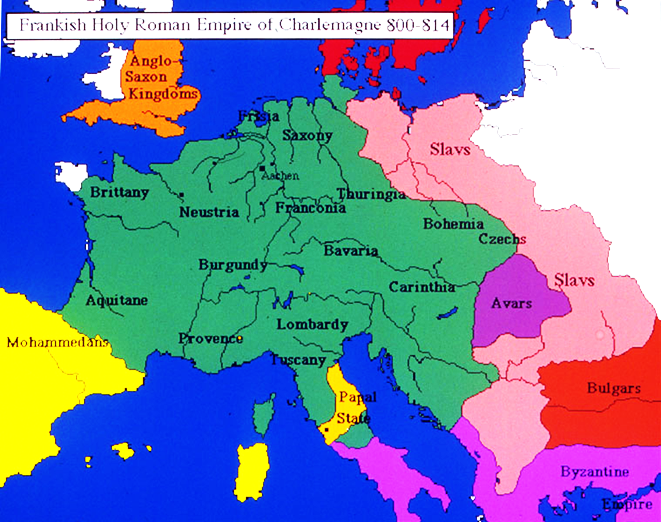 Frankish Holy Roman Empire of Charlemagne 800-814
Anglo-
Saxon
Kingdoms
Frisia
Saxony
Slavs
Aachen
Brittany
Thuringia
Neustria
Franconia
Bohemia
Czechs
Bavaria
Burgundy
Slavs
Carinthia
Aquitane
Avars
Lombardy
Provence
Mohammedans
Tuscany
Bulgars
Papal
State
Byzantine
Empire